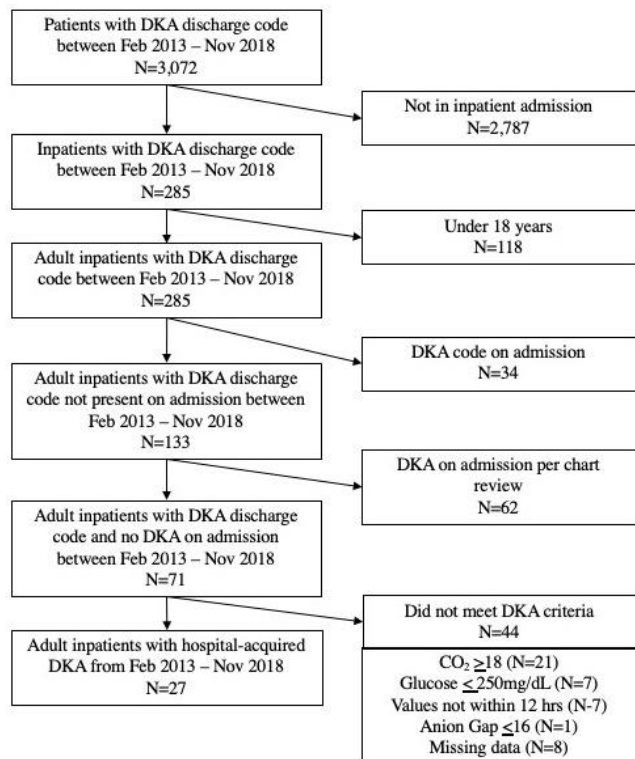 Patients with DKA discharge code
between Feb 2013 – Nov 2018
N=3,072
Not in inpatient admission
N=2,787
Inpatients with DKA discharge code
between Feb 2013 – Nov 2018
N=285
Under 18 years
N=118
Adult inpatients with DKA discharge
code between Feb 2013 – Nov 2018
N=285
DKA code on admission
N=34
Adult inpatients with DKA discharge
code not present on admission between
Feb 2013 – Nov 2018
N=133
DKA on admission per chart
review
N=62
Adult inpatients with DKA discharge
code and no DKA on admission
between Feb 2013 – Nov 2018
N=71
Did not meet DKA criteria
N=44
Adult inpatients with hospital-acquired
DKA from Feb 2013 – Nov 2018
N=27
CO₂ ≥18 (N=21)
Glucose ≤250mg/dL (N=7)
Values not within 12 hrs (N-7)
Anion Gap ≤16 (N=1)
Missing data (N=8)